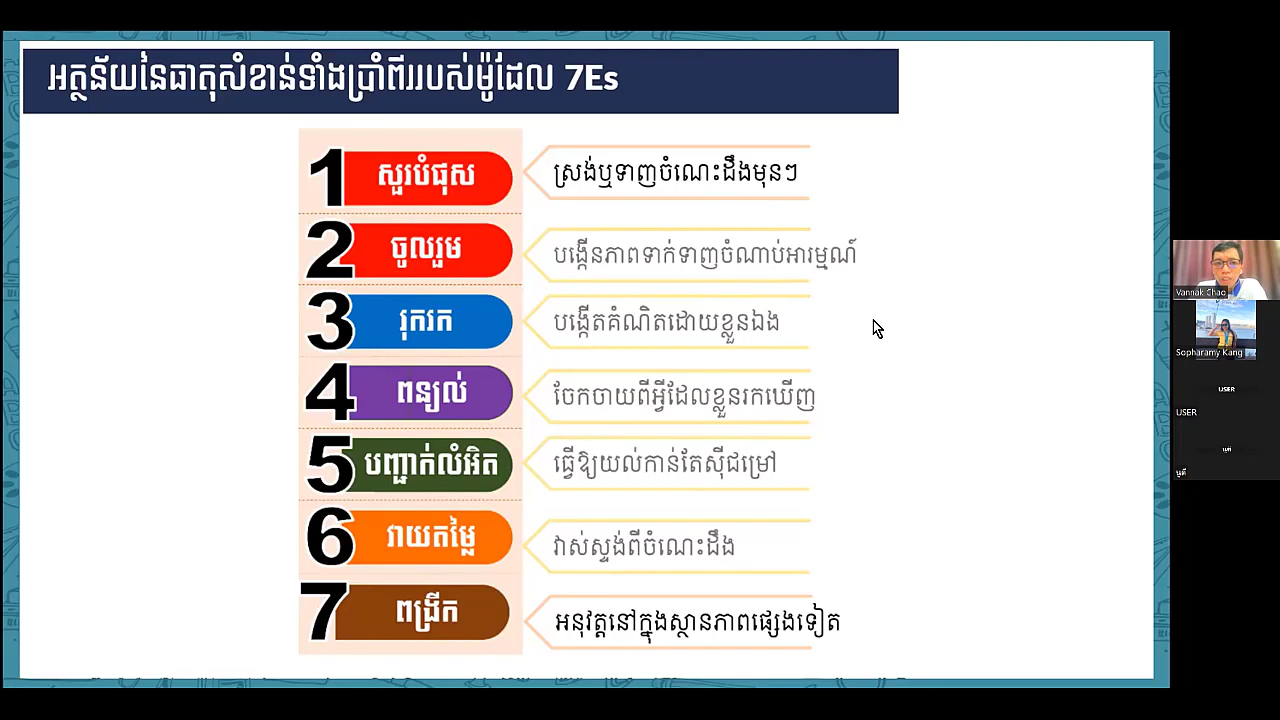 អត្ថន័យនៃធាតុសំខាន់ទាំងប្រាំពីររបស់ម៉ូដែល 7Es
1 សួរបំផុស
ស្រង់ឬទាញចំណេះដឹងមុនៗ
2 ចូលរួម
បង្កើនភាពទាក់ទាញចំណាប់អារម្មណ៍
3 រុករក
បង្កើតគំណិតដោយខ្លួនឯង
4 ពន្យល់
ចែកចាយពីអ្វីដែលខ្លួនរកឃើញ
5 បញ្ជាក់លំអិត
ធ្វើឱ្យយល់កាន់តែស៊ីជម្រៅ
6 វាយតម្លៃ
វាស់ស្ទង់ពីចំណេះដឹង
7 ពង្រីក
អនុវត្តនៅក្នុងស្ថានភាពផ្សេងទៀត
Vannak Chao
Sopharamy Kang
USER
USER